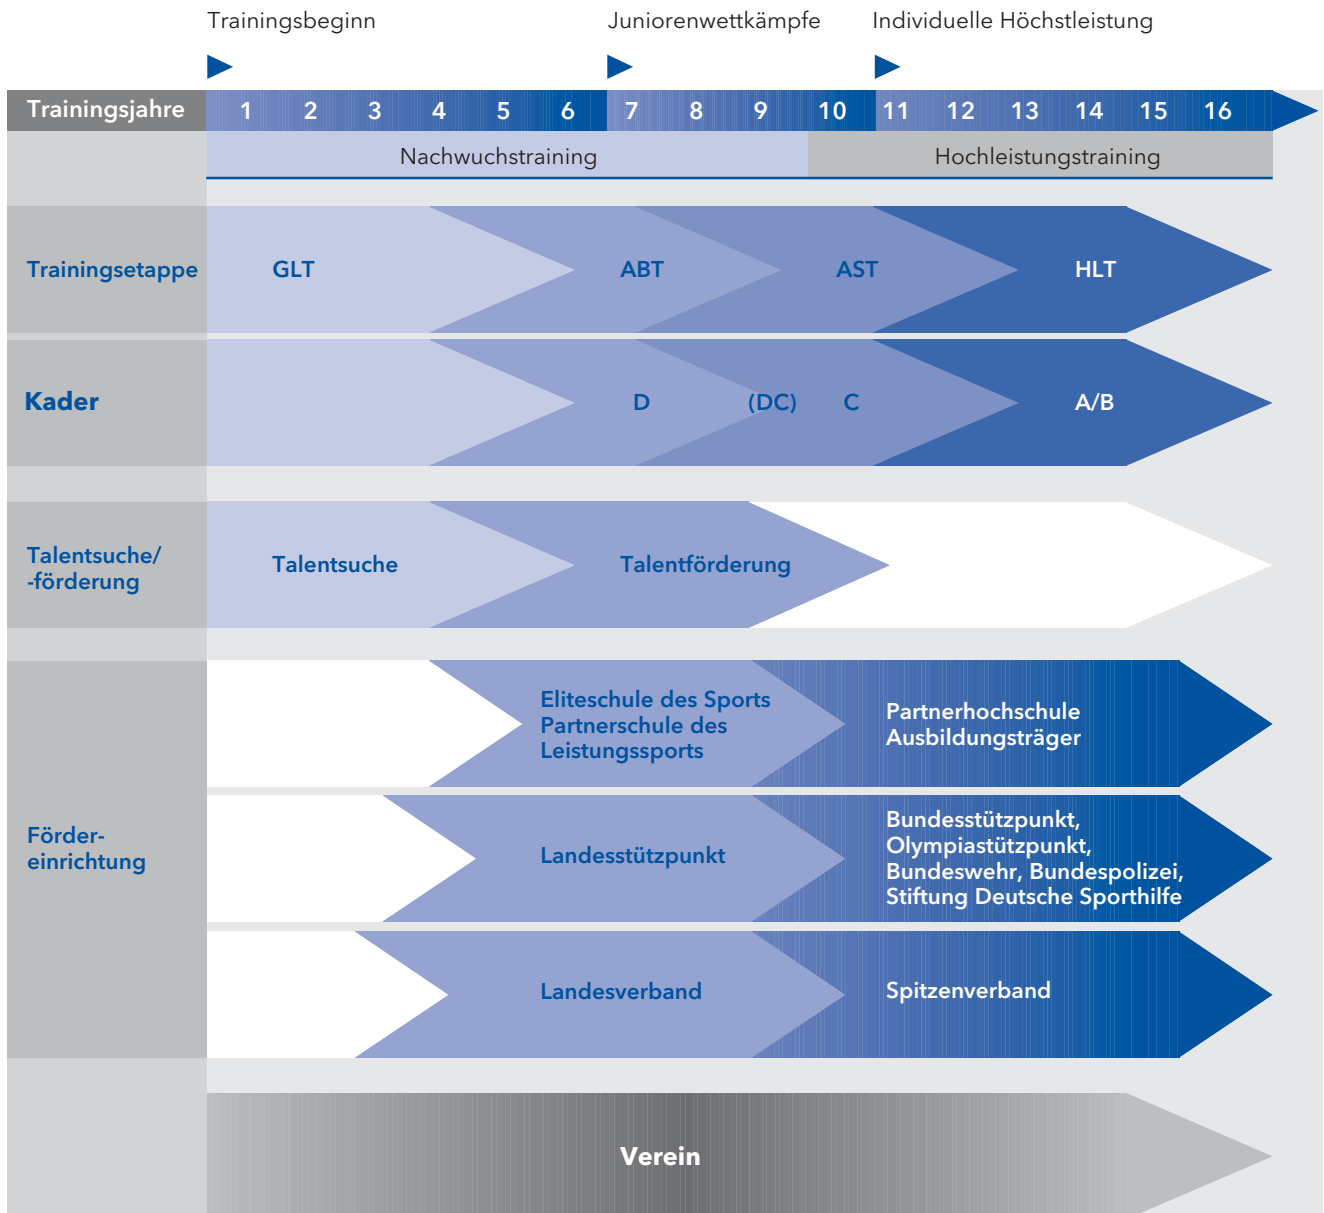 Trainingsbeginn Juniorenwettkämpfe Individuelle Höchstleistung
Trainingsjahre 1 2 3 4 5 6 7 8 9 10 11 12 13 14 15 16
Nachwuchstraining Hochleistungstraining
Trainingsetappe GLT ABT AST HLT
Kader D (DC) C A/B
Talentsuche/
-förderung
Talentsuche Talentförderung
Förder-
einrichtung
Eliteschule des Sports
Partnerschule des
Leistungssports
Partnerhochschule
Ausbildungsträger
Landesstützpunkt
Bundesstützpunkt,
Olympiastützpunkt,
Bundeswehr, Bundespolizei,
Stiftung Deutsche Sporthilfe
Landesverband Spitzenverband
Verein